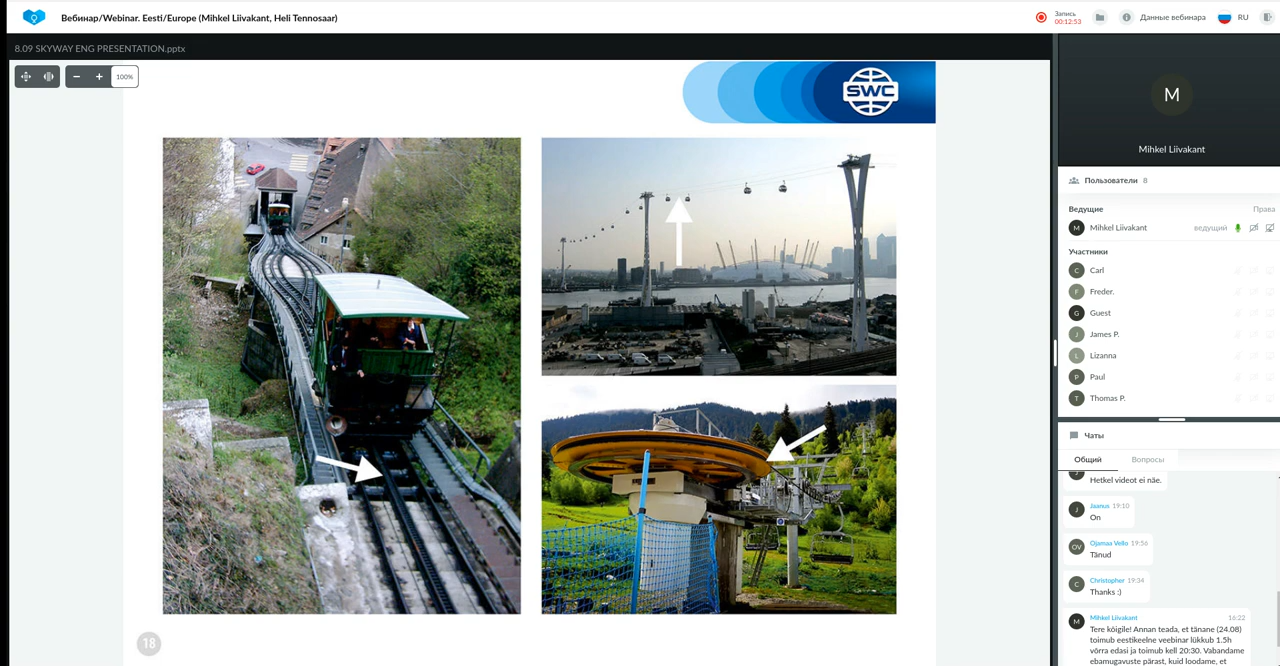 Вебинар/Webinar. Eesti/Europe (Mihkel Liivakant, Heli Tennosaar)
Запись
00:12:53
Данные вебинара
RU
8.09 SKYWAY ENG PRESENTATION.pptx
100%
SWC
18
M
Mihkel Liivakant
Пользователи 8
Ведущие Права
M Mihkel Liivakant ведущий
Участники
C Carl
F Freder.
G Guest
J James P.
L Lizanna
P Paul
T Thomas P.
Чаты
Общий Вопросы
Hetkel videot ei näe.
J Jaanus 19:10
On
OV Ojamaa Vello 19:56
Tänud
C Christopher 19:34
Thanks :)
M Mihkel Liivakant 16:22
Tere kõigile! Annan teada, et tänane (24.08)
toimub eestikeelne veebinar lükkub 1.5h
võrra edasi ja toimub kell 20:30. Vabandame
ebamugavuste pärast, kuid loodame, et